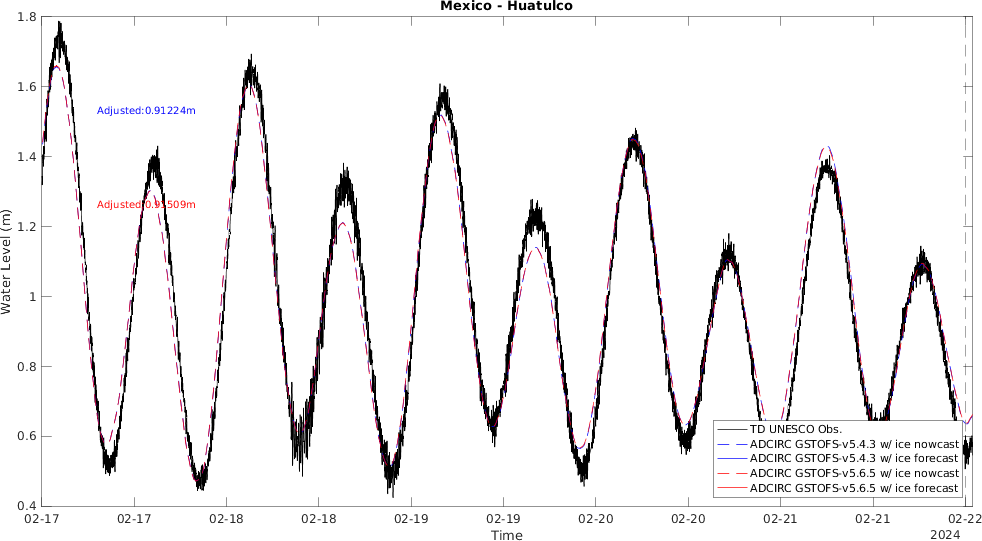 Mexico - Huatulco
1.8
1.6
1.4
1.2
1
0.8
0.6
0.4
Water Level (m)
Adjusted:0.91224m
Adjusted:0.91509m
TD UNESCO Obs.
ADCIRC GSTOFS-v5.4.3 w/ ice nowcast
ADCIRC GSTOFS-v5.4.3 w/ ice forecast
ADCIRC GSTOFS-v5.6.5 w/ ice nowcast
ADCIRC GSTOFS-v5.6.5 w/ ice forecast
02-17 02-17 02-18 02-18 02-19 02-19 02-20 02-20 02-21 02-21 02-22
Time
2024